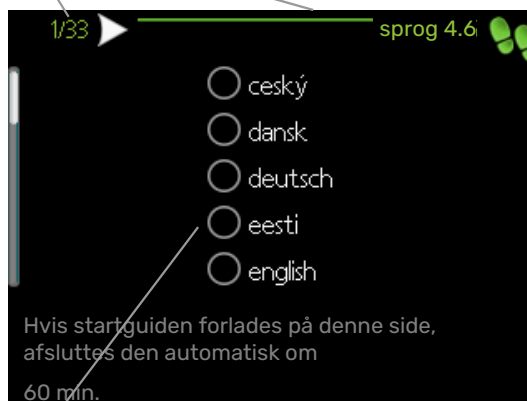 1/33
sprog 4.6
ceský
dansk
deutsch
eesti
english
Hvis startguiden forlades på denne side,
afsluttes den automatisk om
60 min.